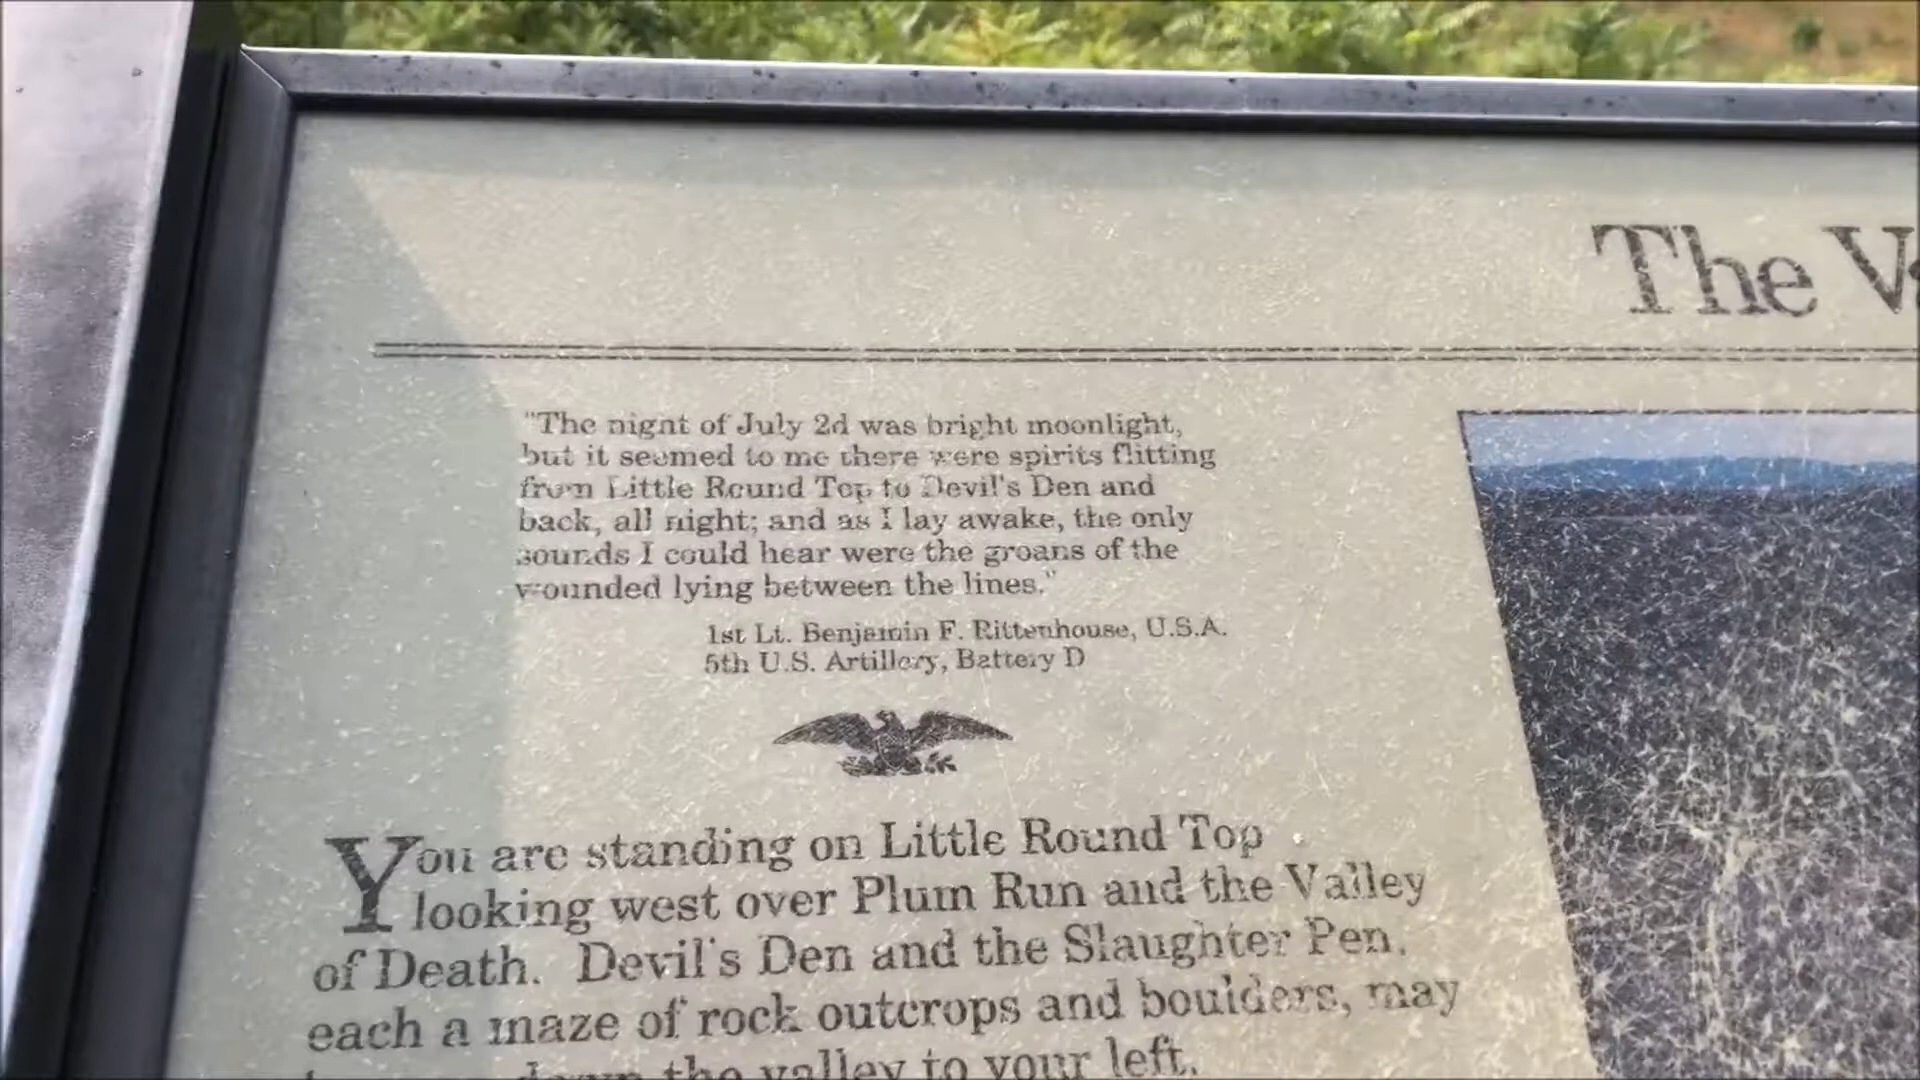 The V
"The night of July 2d was bright moonlight,
but it seemed to me there were spirits flitting
from Little Round Top to Devil's Den and
back, all night; and as I lay awake, the only
sounds I could hear were the groans of the
wounded lying between the lines."
1st Lt. Benjamin F. Rittenhouse, U.S.A.
5th U.S. Artillery, Battery D
You are standing on Little Round Top
looking west over Plum Run and the Valley
of Death. Devil's Den and the Slaughter Pen,
each a maze of rock outcrops and boulders, may
down the valley to your left.